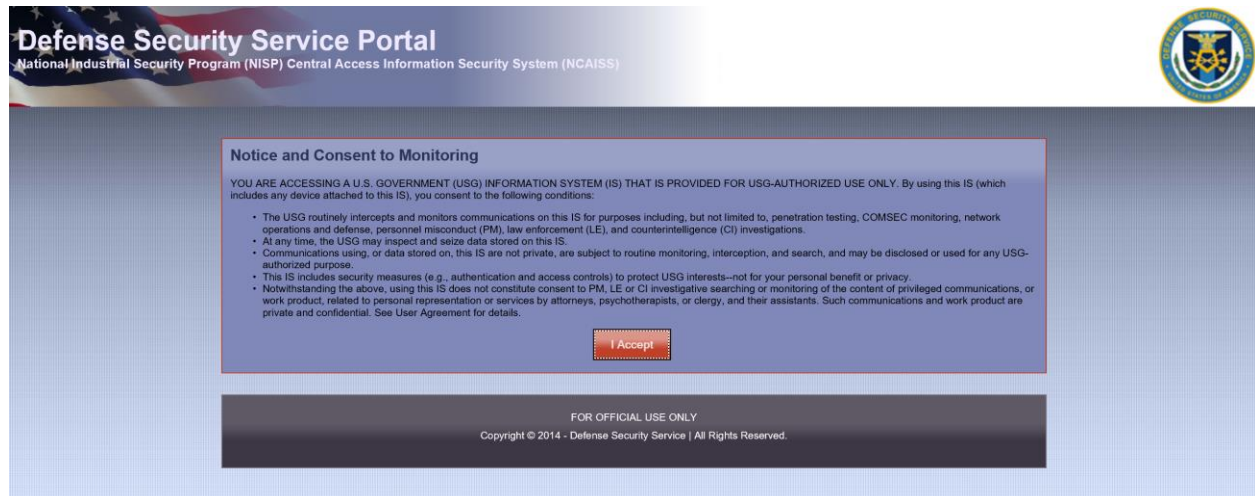 Defense Security Service Portal
National Industrial Security Program (NISP) Central Access Information Security System (NCAISS)
DEFENSE SECURITY SERVICE
UNITED STATES OF AMERICA
Notice and Consent to Monitoring
YOU ARE ACCESSING A U.S. GOVERNMENT (USG) INFORMATION SYSTEM (IS) THAT IS PROVIDED FOR USG-AUTHORIZED USE ONLY. By using this IS (which
includes any device attached to this IS), you consent to the following conditions:
• The USG routinely intercepts and monitors communications on this IS for purposes including, but not limited to, penetration testing, COMSEC monitoring, network
operations and defense, personnel misconduct (PM), law enforcement (LE), and counterintelligence (CI) investigations.
• At any time, the USG may inspect and seize data stored on this IS.
• Communications using, or data stored on, this IS are not private, are subject to routine monitoring, interception, and search, and may be disclosed or used for any USG-
authorized purpose.
• This IS includes security measures (e.g., authentication and access controls) to protect USG interests--not for your personal benefit or privacy.
• Notwithstanding the above, using this IS does not constitute consent to PM, LE or CI investigative searching or monitoring of the content of privileged communications, or
work product, related to personal representation or services by attorneys, psychotherapists, or clergy, and their assistants. Such communications and work product are
private and confidential. See User Agreement for details.
I Accept
FOR OFFICIAL USE ONLY
Copyright © 2014 - Defense Security Service | All Rights Reserved.